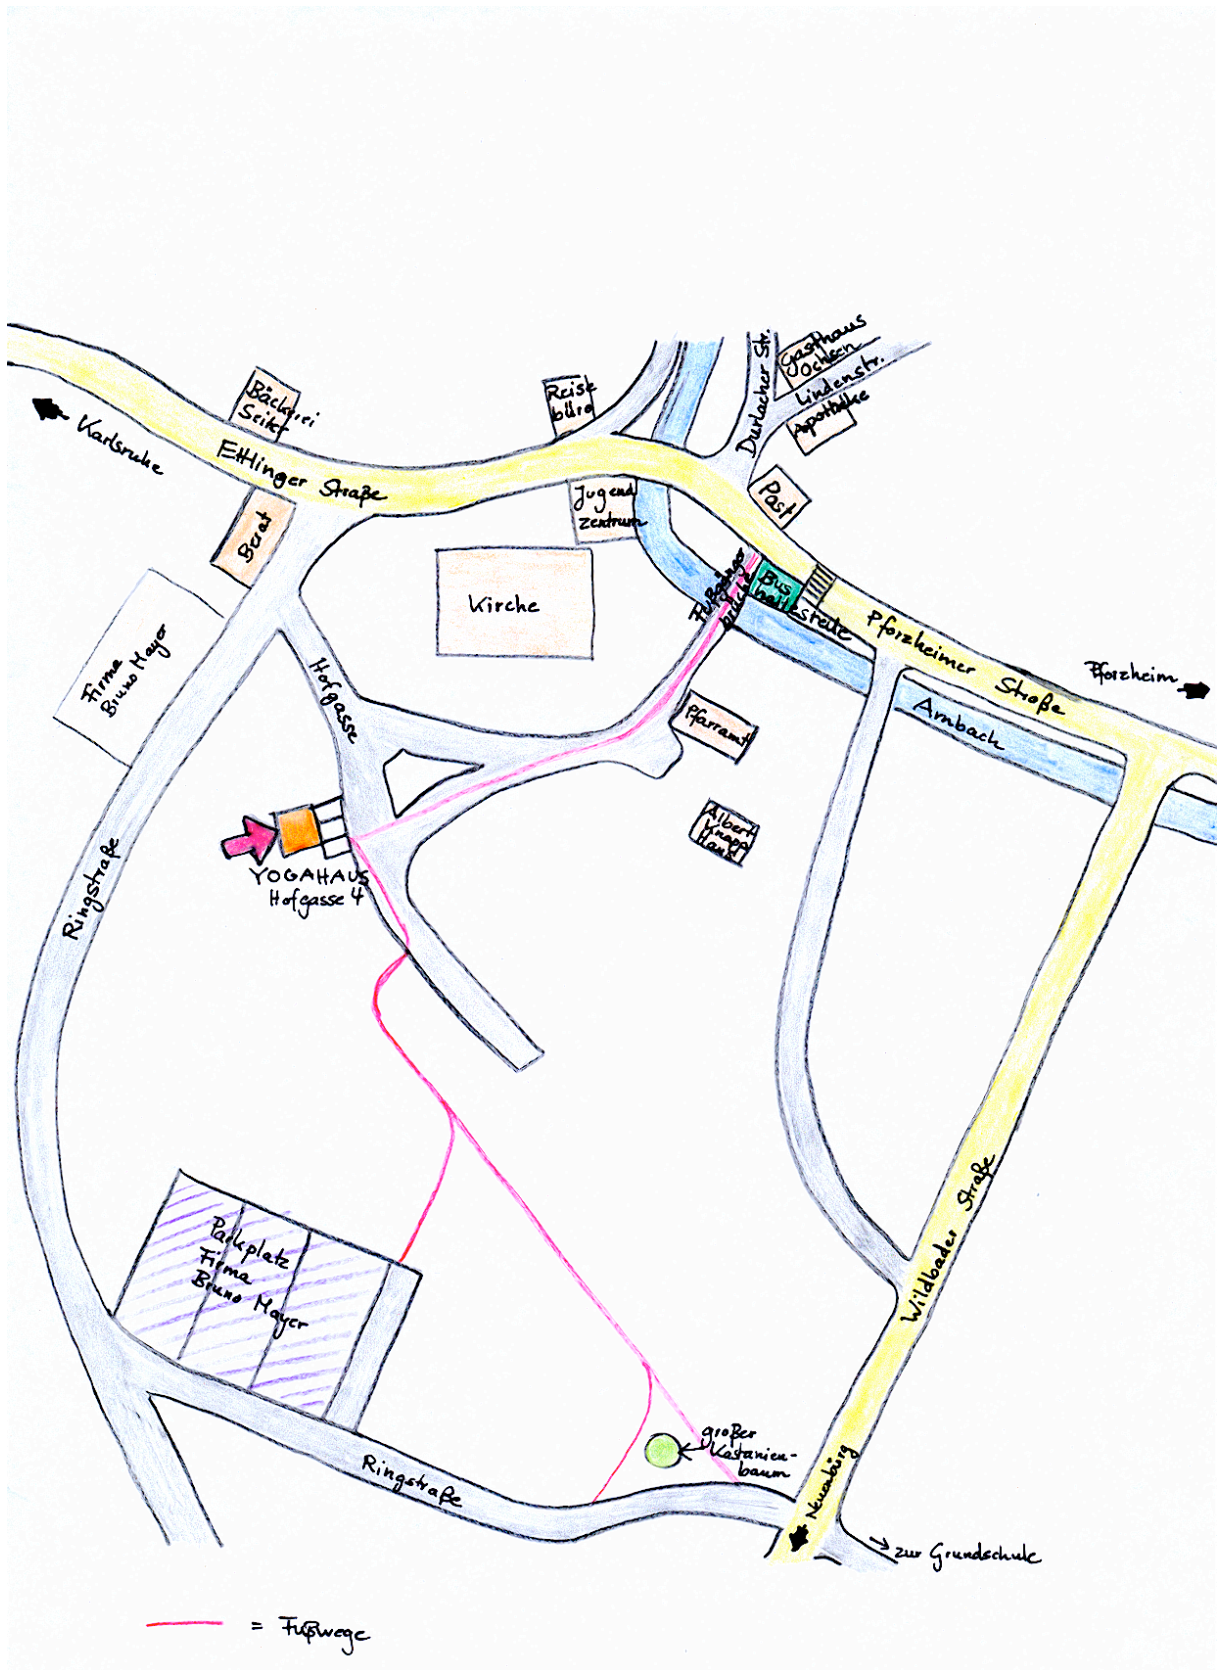 Gasthaus
Ochsen
Durlacher Str.
Lindenstr.
Apotheke
Bäckerei
Seiter
Reise
büro
Karlsruhe
Ettlinger Straße
Jugend
zentrum
Post
Berat
Kirche
Fußgänger
brücke
Bus
haltestelle
Pforzheimer Straße
Pforzheim
Firma
Bruno Mayer
Hofgasse
Pfarramt
Arnbach
Albert
Knapp
Haus
YOGAHAUS
Hofgasse 4
Ringstraße
Parkplatz
Firma
Bruno Mayer
Wildbader Straße
großer
Kastanien-
baum
Ringstraße
Neuenbürg
zur Grundschule
= Fußwege